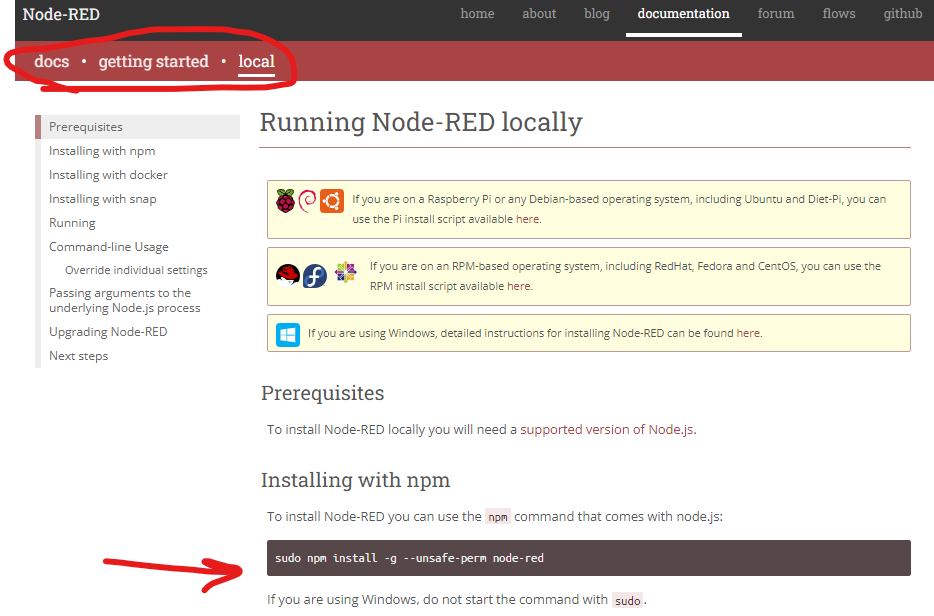 Node-RED
home about blog documentation forum flows github
docs • getting started • local
Prerequisites
Installing with npm
Installing with docker
Installing with snap
Running
Command-line Usage
Override individual settings
Passing arguments to the
underlying Node.js process
Upgrading Node-RED
Next steps
Running Node-RED locally
If you are on a Raspberry Pi or any Debian-based operating system, including Ubuntu and Diet-Pi, you can
use the Pi install script available here.
If you are on an RPM-based operating system, including RedHat, Fedora and CentOS, you can use the
RPM install script available here.
If you are using Windows, detailed instructions for installing Node-RED can be found here.
Prerequisites
To install Node-RED locally you will need a supported version of Node.js.
Installing with npm
To install Node-RED you can use the npm command that comes with node.js:
sudo npm install -g --unsafe-perm node-red
If you are using Windows, do not start the command with sudo.